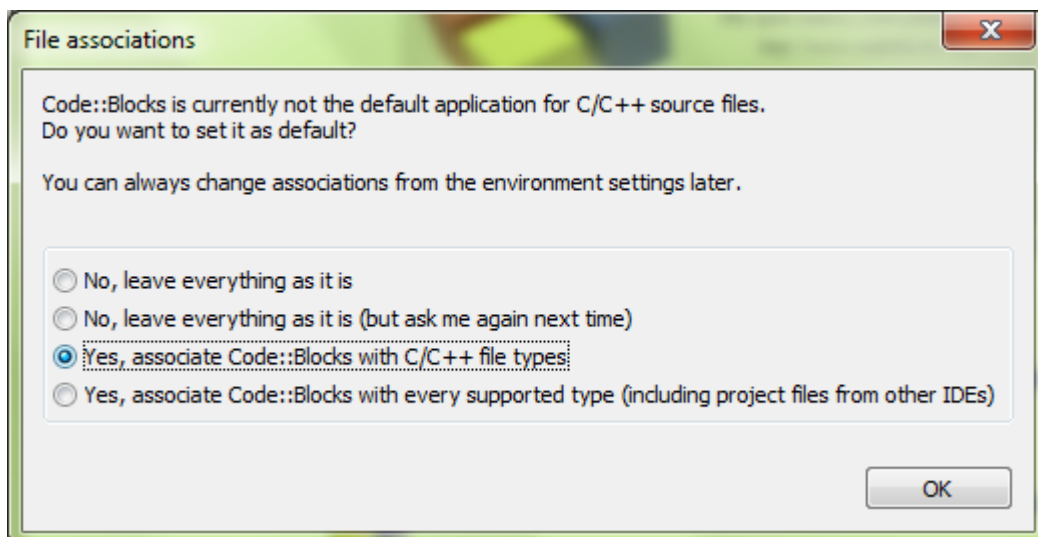 File associations
Code::Blocks is currently not the default application for C/C++ source files.
Do you want to set it as default?
You can always change associations from the environment settings later.
No, leave everything as it is
No, leave everything as it is (but ask me again next time)
Yes, associate Code::Blocks with C/C++ file types
Yes, associate Code::Blocks with every supported type (including project files from other IDEs)
OK